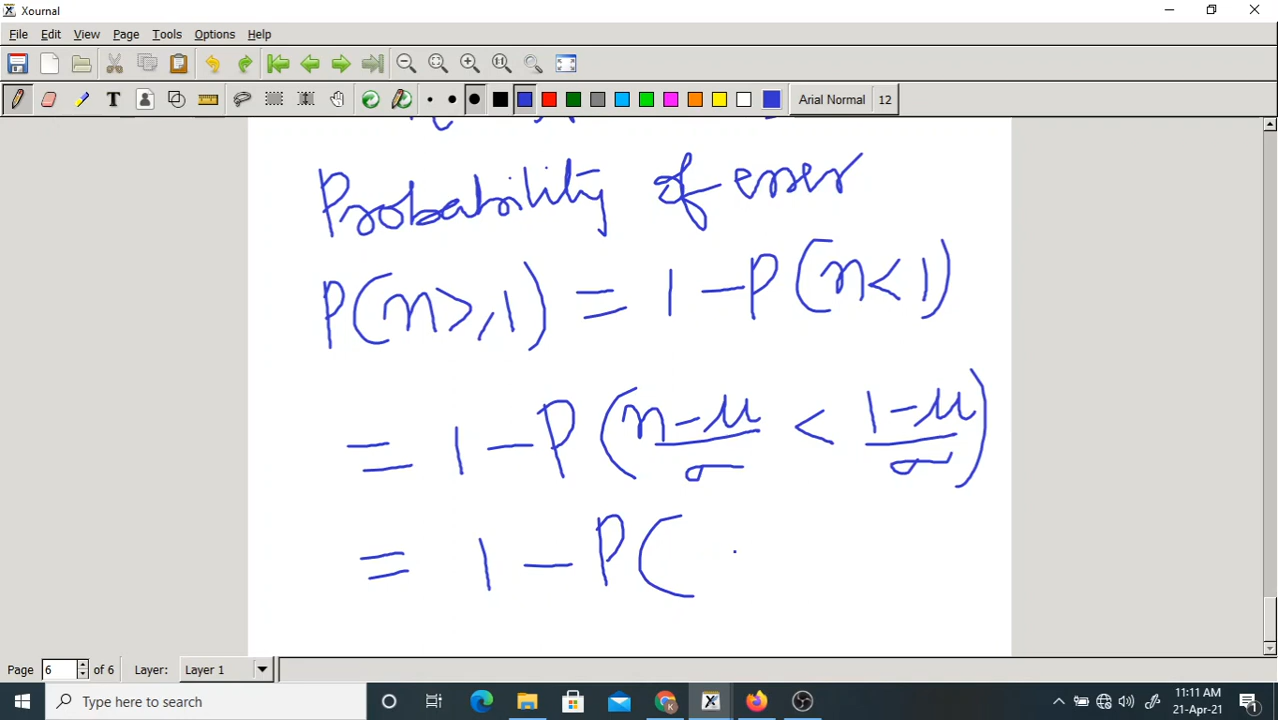 Xournal
File Edit View Page Tools Options Help
Arial Normal 12
Probability of error
P(n≥1) = 1 - P(n<1)
= 1 - P(n-μ/σ < 1-μ/σ)
= 1 - P(
Page 6 of 6 Layer: Layer 1
Type here to search
11:11 AM
21-Apr-21